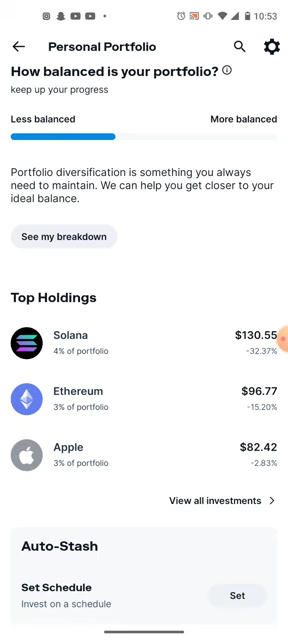 10:53
Personal Portfolio
How balanced is your portfolio?
keep up your progress
Less balanced More balanced
Portfolio diversification is something you always
need to maintain. We can help you get closer to your
ideal balance.
See my breakdown
Top Holdings
Solana $130.55
4% of portfolio -32.37%
Ethereum $96.77
3% of portfolio -15.20%
Apple $82.42
3% of portfolio -2.83%
View all investments
Auto-Stash
Set Schedule
Invest on a schedule
Set